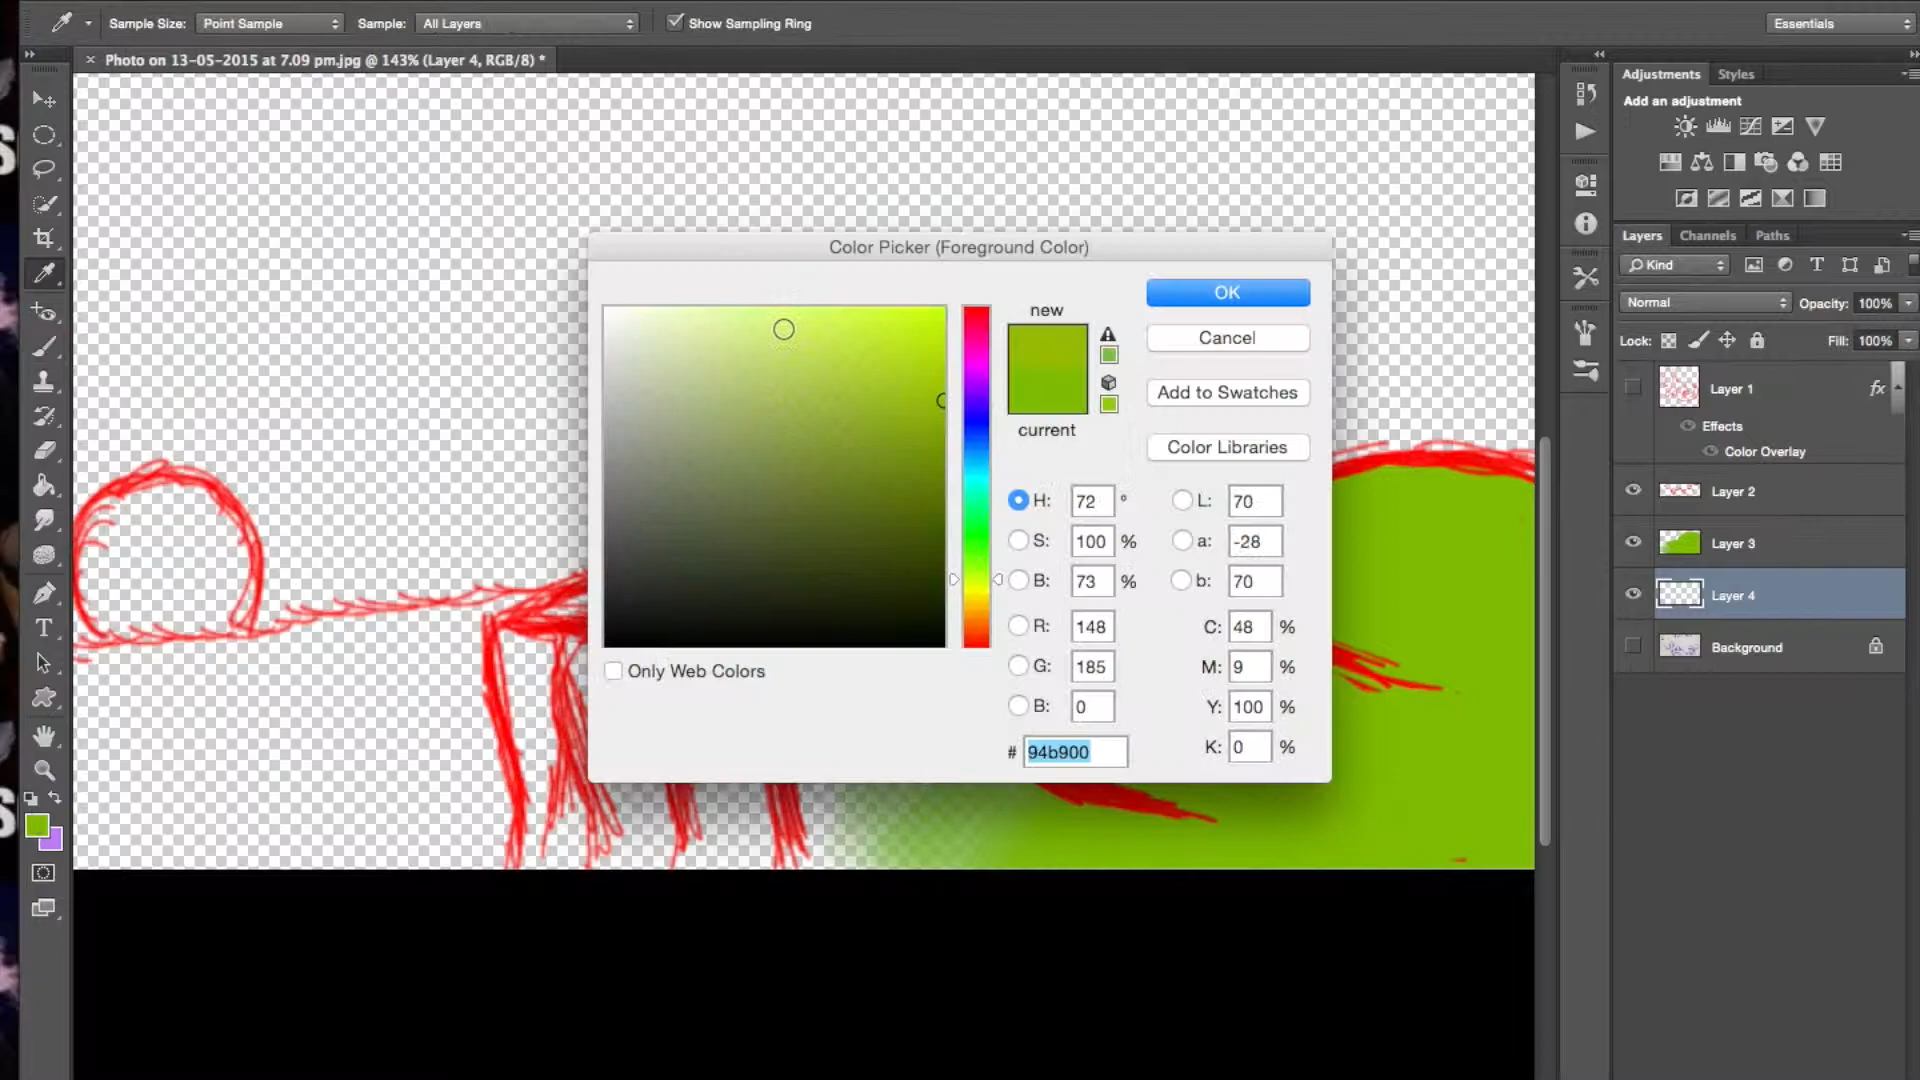 Sample Size: Point Sample Sample: All Layers Show Sampling Ring Essentials
Photo on 13-05-2015 at 7.09 pm.jpg @ 143% (Layer 4, RGB/8) *
Adjustments Styles
Add an adjustment
Layers Channels Paths
Kind
Normal Opacity: 100%
Lock: Fill: 100%
Layer 1 fx
Effects
Color Overlay
Layer 2
Layer 3
Layer 4
Background
Color Picker (Foreground Color)
new
current
OK
Cancel
Add to Swatches
Color Libraries
H: 72 ° L: 70
S: 100 % a: -28
B: 73 % b: 70
R: 148 C: 48 %
G: 185 M: 9 %
B: 0 Y: 100 %
# 94b900 K: 0 %
Only Web Colors
S
S